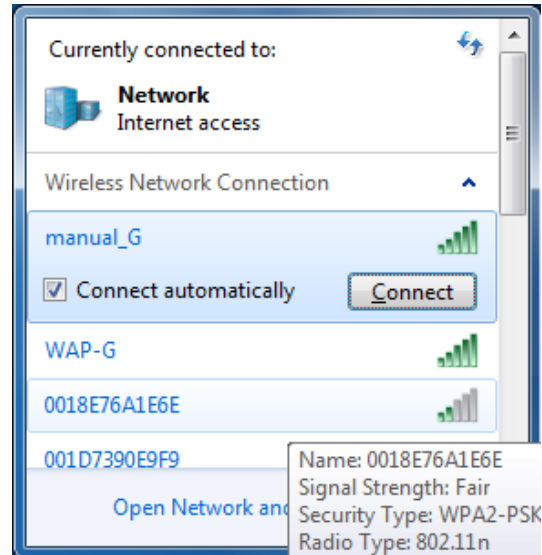 Currently connected to:
Network
Internet access
Wireless Network Connection
manual_G
Connect automatically
Connect
WAP-G
0018E76A1E6E
001D7390E9F9
Open Network and
Name: 0018E76A1E6E
Signal Strength: Fair
Security Type: WPA2-PSK
Radio Type: 802.11n